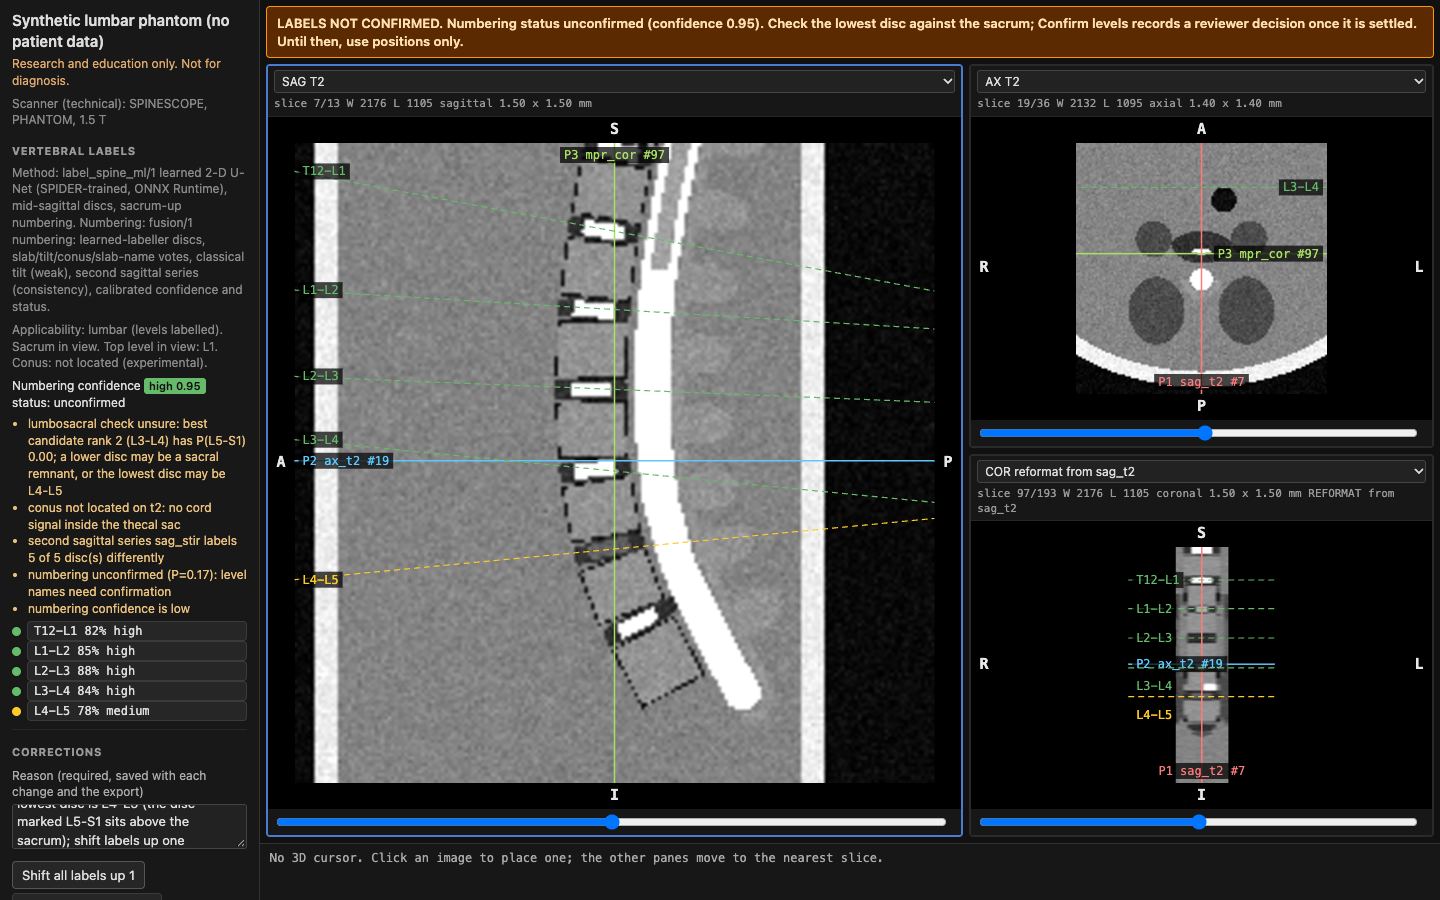 Synthetic lumbar phantom (no
patient data)
Research and education only. Not for
diagnosis.
Scanner (technical): SPINESCOPE,
PHANTOM, 1.5 T
VERTEBRAL LABELS
Method: label_spine_ml/1 learned 2-D U-
Net (SPIDER-trained, ONNX Runtime),
mid-sagittal discs, sacrum-up
numbering. Numbering: fusion/1
numbering: learned-labeller discs,
slab/tilt/conus/slab-name votes, classical
tilt (weak), second sagittal series
(consistency), calibrated confidence and
status.
Applicability: lumbar (levels labelled).
Sacrum in view. Top level in view: L1.
Conus: not located (experimental).
Numbering confidence high 0.95
status: unconfirmed
• lumbosacral check unsure: best
candidate rank 2 (L3-L4) has P(L5-S1)
0.00; a lower disc may be a sacral
remnant, or the lowest disc may be
L4-L5
• conus not located on t2: no cord
signal inside the thecal sac
• second sagittal series sag_stir labels
5 of 5 disc(s) differently
• numbering unconfirmed (P=0.17): level
names need confirmation
• numbering confidence is low
T12-L1 82% high
L1-L2 85% high
L2-L3 88% high
L3-L4 84% high
L4-L5 78% medium
CORRECTIONS
Reason (required, saved with each
change and the export)
lowest disc is L4-L5 (the disc
marked L5-S1 sits above the
sacrum); shift labels up one
Shift all labels up 1
LABELS NOT CONFIRMED. Numbering status unconfirmed (confidence 0.95). Check the lowest disc against the sacrum; Confirm levels records a reviewer decision once it is settled.
Until then, use positions only.
SAG T2
slice 7/13 W 2176 L 1105 sagittal 1.50 x 1.50 mm
S
P3 mpr_cor #97
T12-L1
L1-L2
L2-L3
L3-L4
A
P2 ax_t2 #19
P
L4-L5
I
No 3D cursor. Click an image to place one; the other panes move to the nearest slice.
AX T2
slice 19/36 W 2132 L 1095 axial 1.40 x 1.40 mm
A
L3-L4
P3 mpr_cor #97
R
L
P1 sag_t2 #7
P
COR reformat from sag_t2
slice 97/193 W 2176 L 1105 coronal 1.50 x 1.50 mm REFORMAT from
sag_t2
S
T12-L1
L1-L2
L2-L3
R
P2 ax_t2 #19
L
L3-L4
L4-L5
P1 sag_t2 #7
I